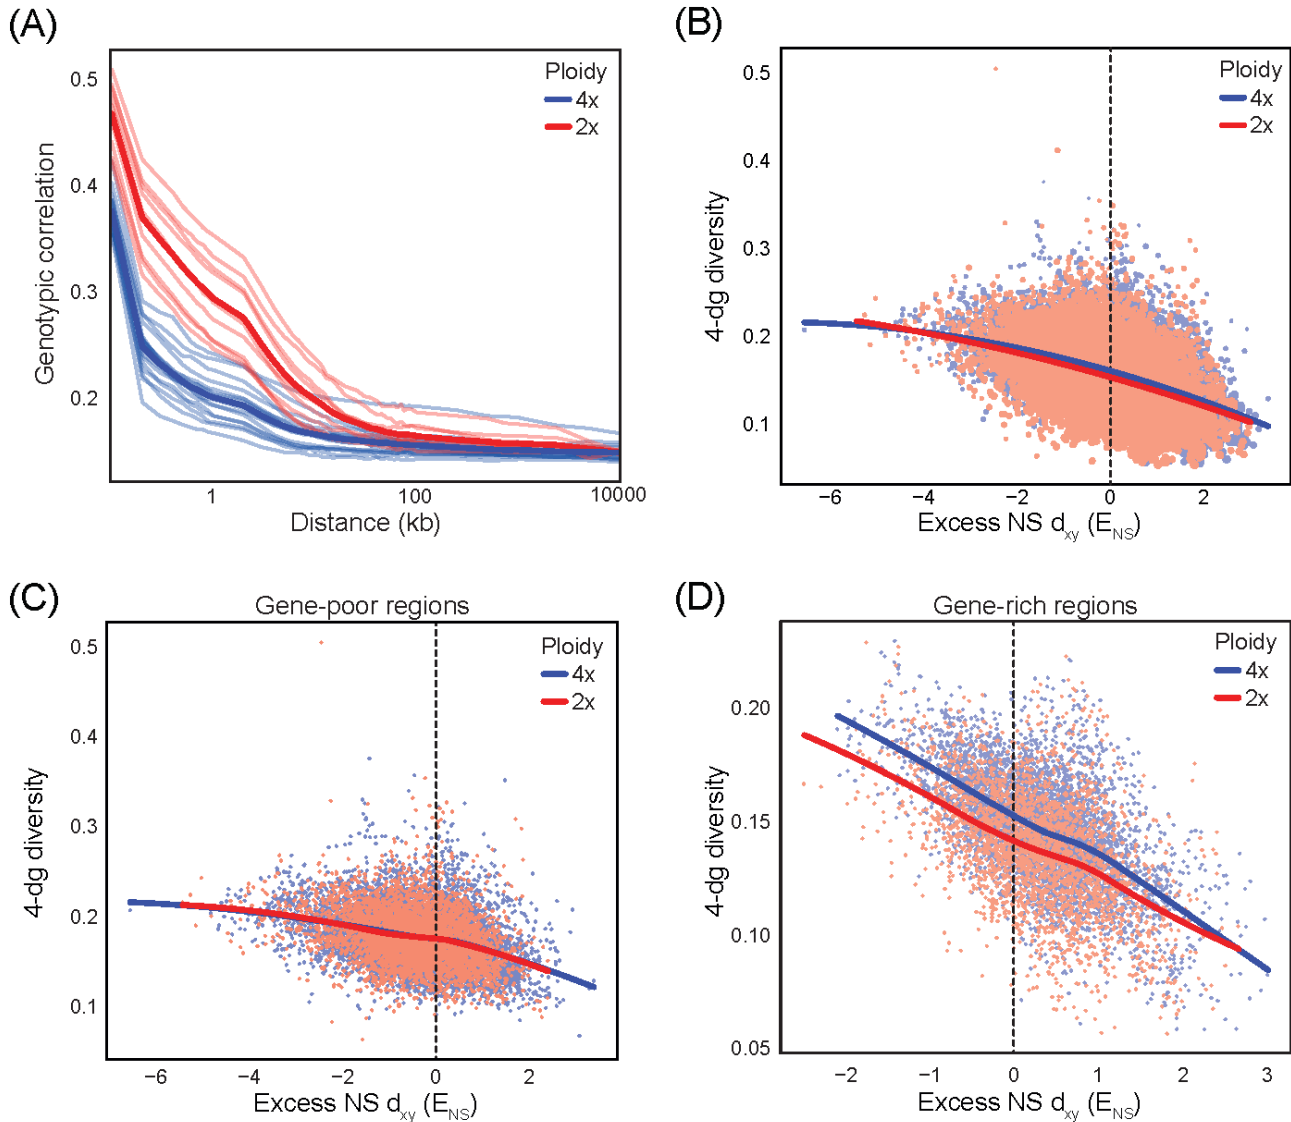 (A)
Ploidy
4x
2x
0.5
0.4
0.3
0.2
Genotypic correlation
1
100
10000
Distance (kb)
(B)
Ploidy
4x
2x
0.5
0.4
0.3
0.2
0.1
4-dg diversity
−6
−4
−2
0
2
Excess NS dxy (ENS)
(C)
Gene-poor regions
Ploidy
4x
2x
0.5
0.4
0.3
0.2
0.1
4-dg diversity
−6
−4
−2
0
2
Excess NS dxy (ENS)
(D)
Gene-rich regions
Ploidy
4x
2x
0.20
0.15
0.10
0.05
4-dg diversity
−2
−1
0
1
2
3
Excess NS dxy (ENS)